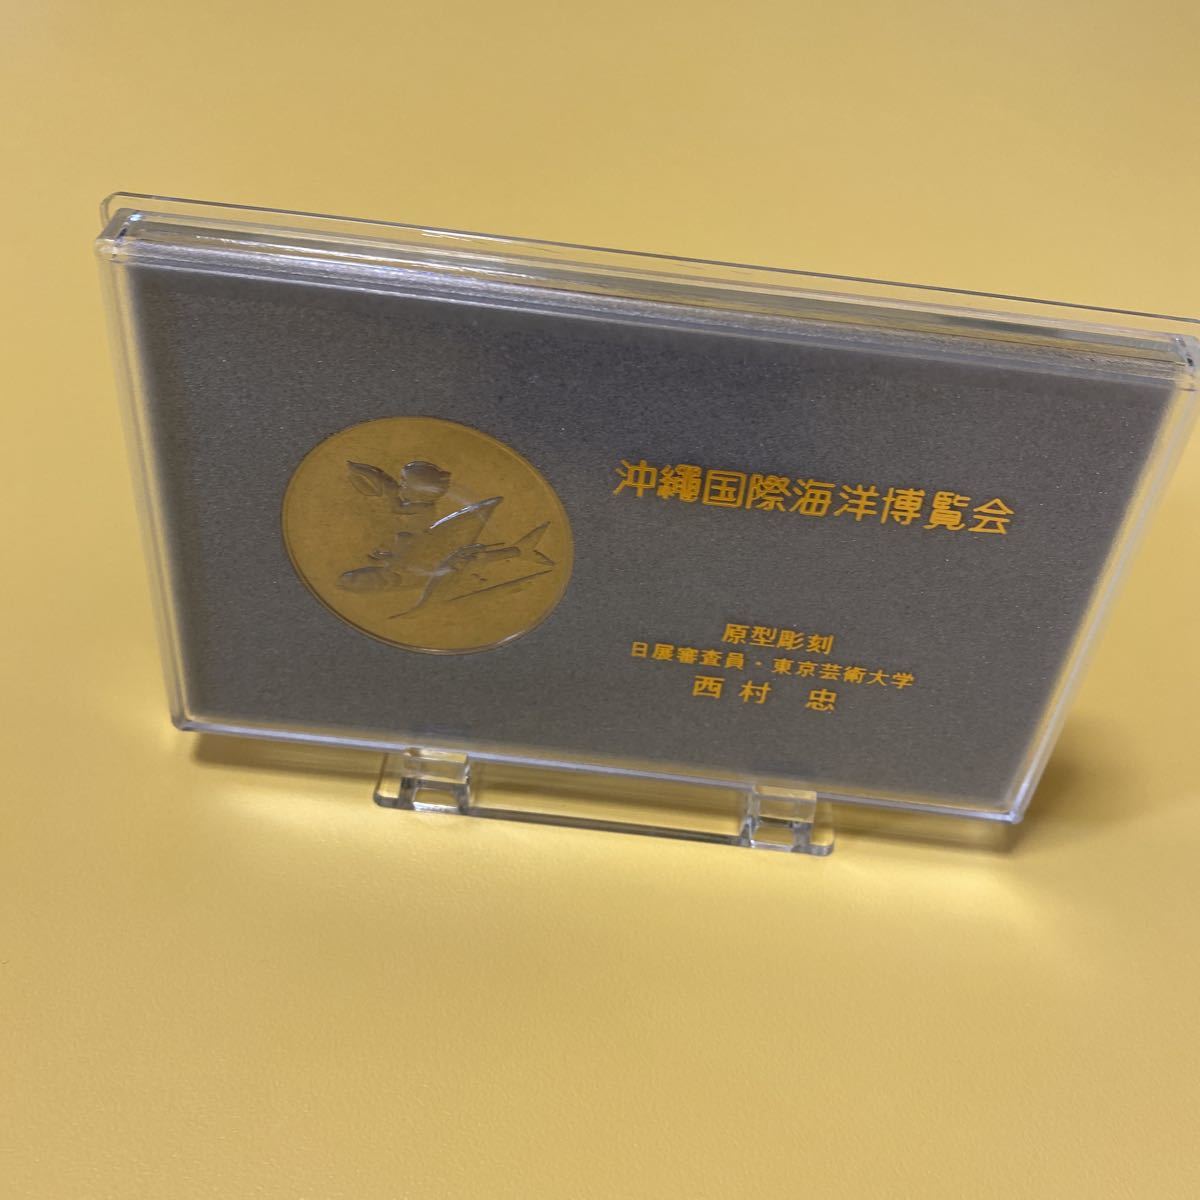 沖繩国際海洋博覧会
原型彫刻
日展審査員・東京芸術大学
西村 忠